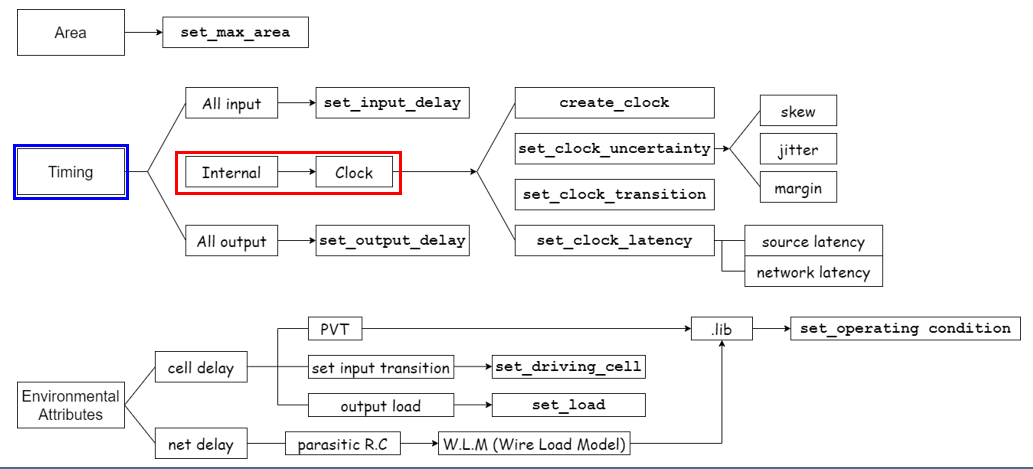 Area
set_max_area
Timing
All input
set_input_delay
Internal
Clock
All output
set_output_delay
create_clock
set_clock_uncertainty
skew
jitter
margin
set_clock_transition
set_clock_latency
source latency
network latency
Environmental
Attributes
cell delay
PVT
.lib
set_operating condition
set input transition
set_driving_cell
output load
set_load
net delay
parasitic R.C
W.L.M (Wire Load Model)